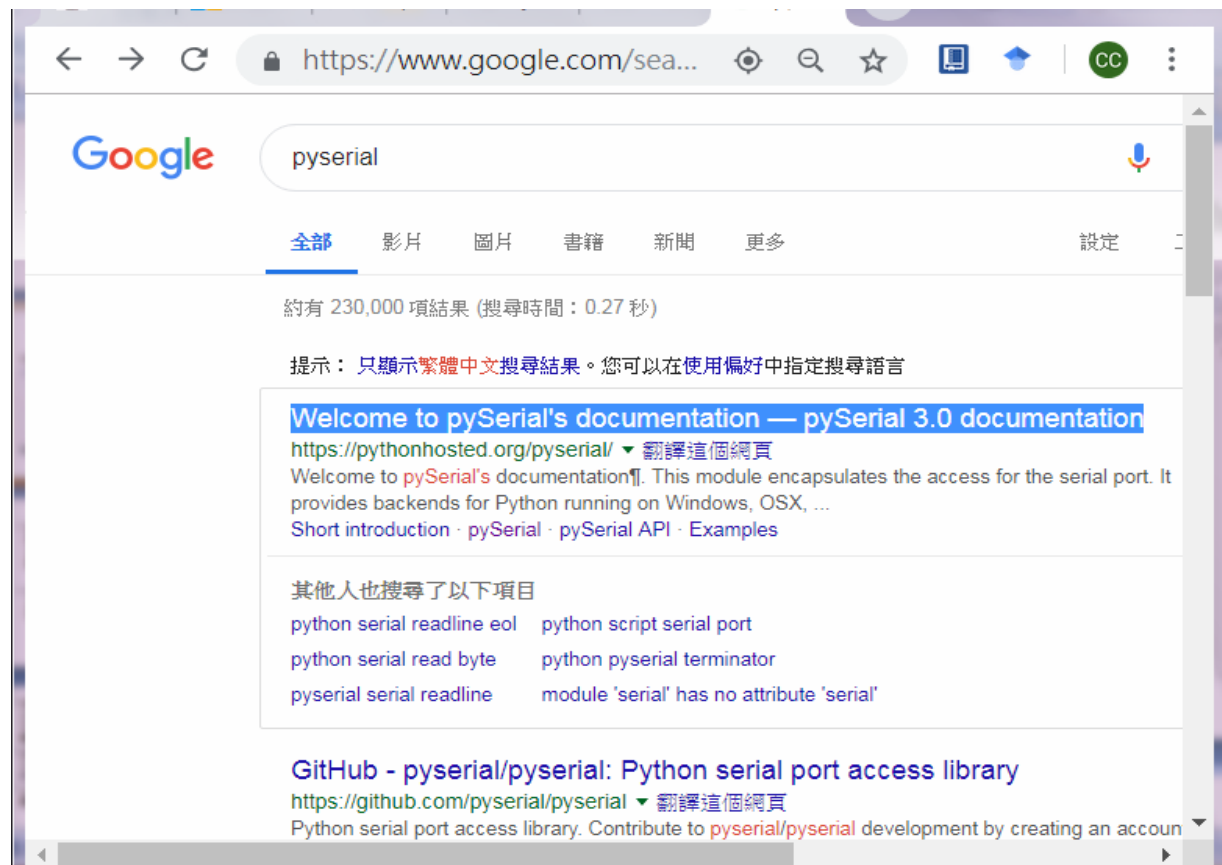 https://www.google.com/sea...
CC
Google
pyserial
全部 影片 圖片 書籍 新聞 更多 設定
約有 230,000 項結果 (搜尋時間：0.27 秒)
提示： 只顯示繁體中文搜尋結果。您可以在使用偏好中指定搜尋語言
Welcome to pySerial's documentation — pySerial 3.0 documentation
https://pythonhosted.org/pyserial/ ▼ 翻譯這個網頁
Welcome to pySerial's documentation¶. This module encapsulates the access for the serial port. It
provides backends for Python running on Windows, OSX, ...
Short introduction · pySerial · pySerial API · Examples
其他人也搜尋了以下項目
python serial readline eol python script serial port
python serial read byte python pyserial terminator
pyserial serial readline module 'serial' has no attribute 'serial'
GitHub - pyserial/pyserial: Python serial port access library
https://github.com/pyserial/pyserial ▼ 翻譯這個網頁
Python serial port access library. Contribute to pyserial/pyserial development by creating an accoun